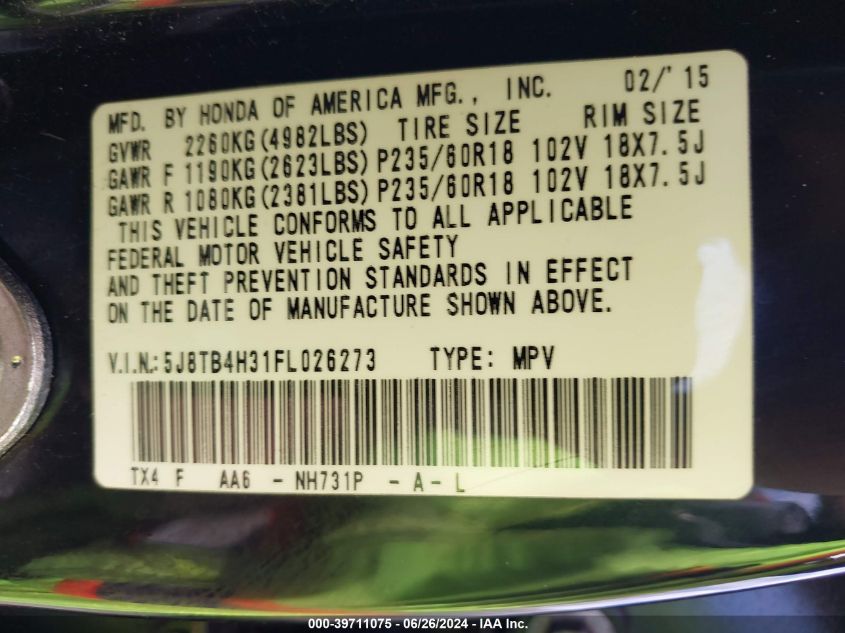 MFD. BY HONDA OF AMERICA MFG., INC. 02/'15
GVWR 2260KG(4982LBS) TIRE SIZE RIM SIZE
GAWR F 1190KG(2623LBS) P235/60R18 102V 18X7.5J
GAWR R 1080KG(2381LBS) P235/60R18 102V 18X7.5J
THIS VEHICLE CONFORMS TO ALL APPLICABLE
FEDERAL MOTOR VEHICLE SAFETY
AND THEFT PREVENTION STANDARDS IN EFFECT
ON THE DATE OF MANUFACTURE SHOWN ABOVE.
V.I.N.: 5J8TB4H31FL026273 TYPE: MPV
TX4 F AA6 - NH731P - A - L
000-39711075 | 06/26/2024 | IAA Inc.